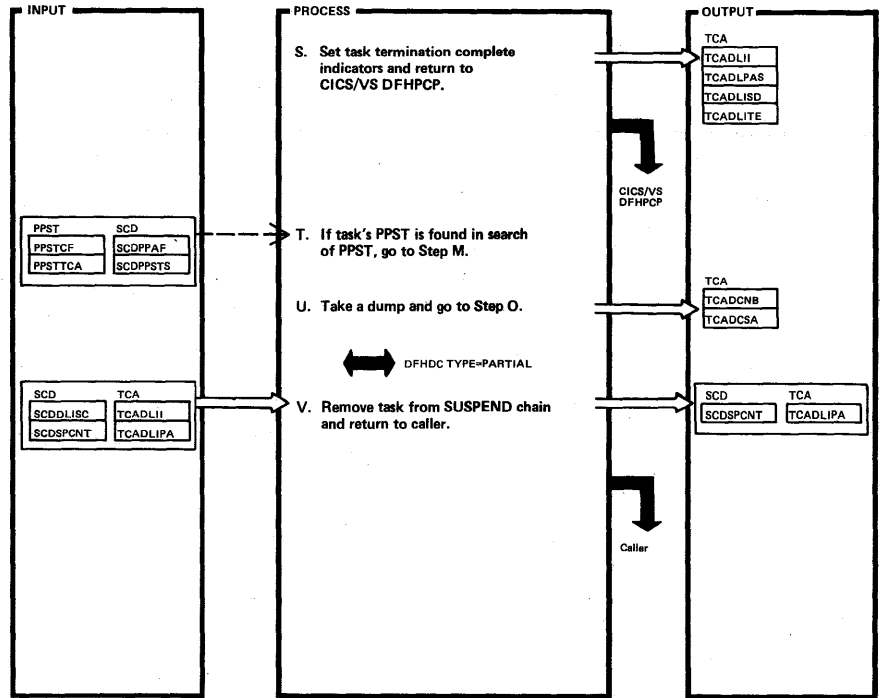 INPUT
PROCESS
OUTPUT
S. Set task termination complete
indicators and return to
CICS/VS DFHPCP.
TCA
TCADLII
TCADLPAS
TCADLISD
TCADLITE
CICS/VS
DFHPCP
PPST SCD
PPSTCF SCDPPAF
PPSTTCA SCDPPSTS
T. If task's PPST is found in search
of PPST, go to Step M.
U. Take a dump and go to Step O.
TCA
TCADCNB
TCADCSA
DFHDC TYPE=PARTIAL
SCD TCA
SCDDLISC TCADLII
SCDSPCNT TCADLIPA
V. Remove task from SUSPEND chain
and return to caller.
SCD TCA
SCDSPCNT TCADLIPA
Caller